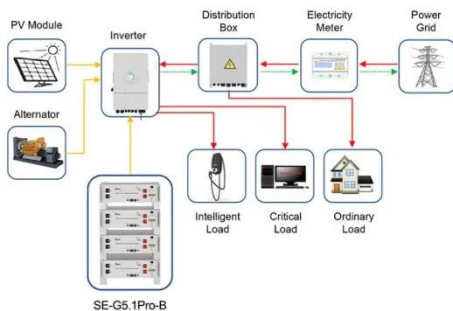 PV Module
Inverter
Distribution
Box
Electricity
Meter
Power
Grid
Alternator
Intelligent
Load
Critical
Load
Ordinary
Load
SE-G5.1Pro-B